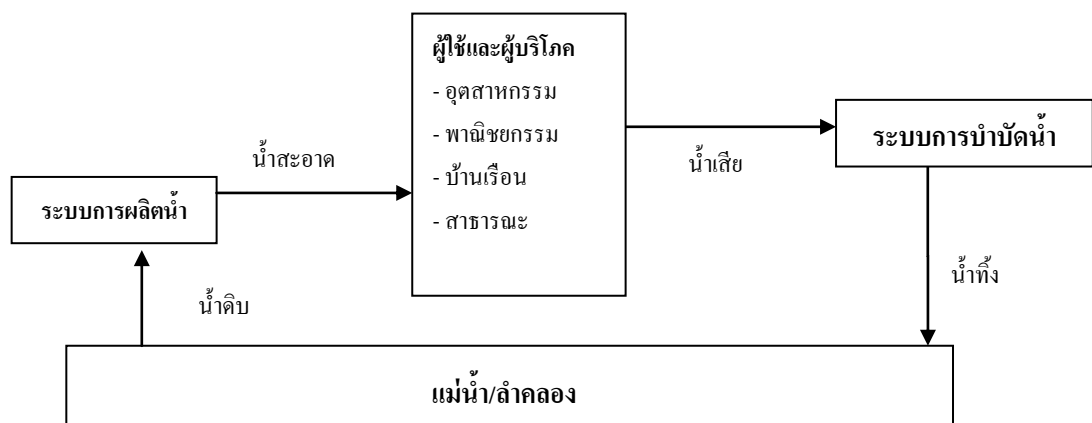 ผู้ใช้และผู้บริโภค
- อุตสาหกรรม
- พาณิชยกรรม
- บ้านเรือน
- สาธารณะ
น้ำสะอาด
ระบบการผลิตน้ำ
น้ำเสีย
ระบบการบำบัดน้ำ
น้ำดิบ
น้ำทิ้ง
แม่น้ำ/ลำคลอง